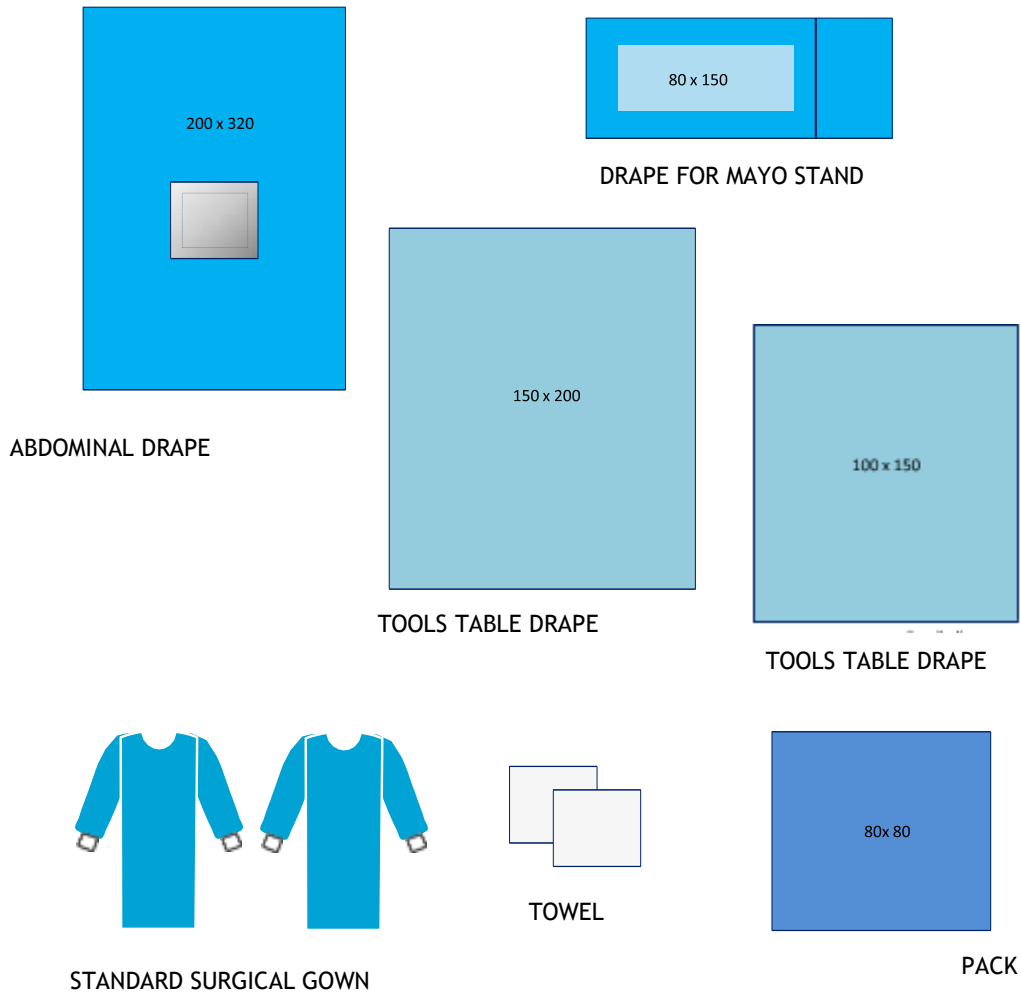 200 x 320
80 x 150
DRAPE FOR MAYO STAND
ABDOMINAL DRAPE
150 x 200
100 x 150
TOOLS TABLE DRAPE
TOOLS TABLE DRAPE
80x 80
TOWEL
STANDARD SURGICAL GOWN
PACK